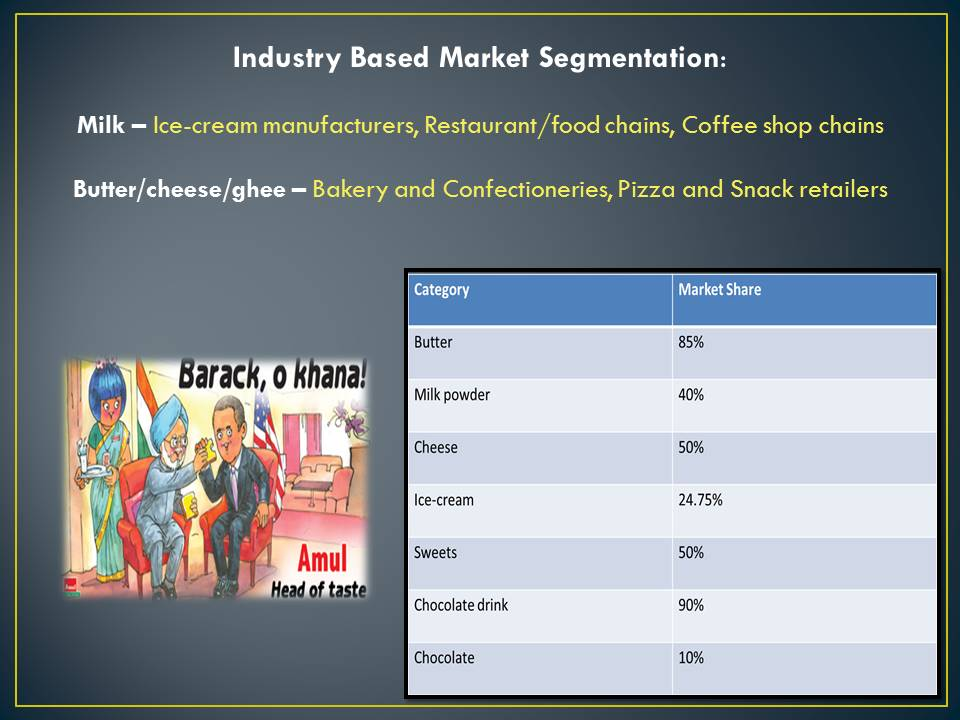 Industry Based Market Segmentation:
Milk – Ice-cream manufacturers, Restaurant/food chains, Coffee shop chains
Butter/cheese/ghee – Bakery and Confectioneries, Pizza and Snack retailers
Barack, o khana!
Amul
Head of taste
Category Market Share
Butter 85%
Milk powder 40%
Cheese 50%
Ice-cream 24.75%
Sweets 50%
Chocolate drink 90%
Chocolate 10%